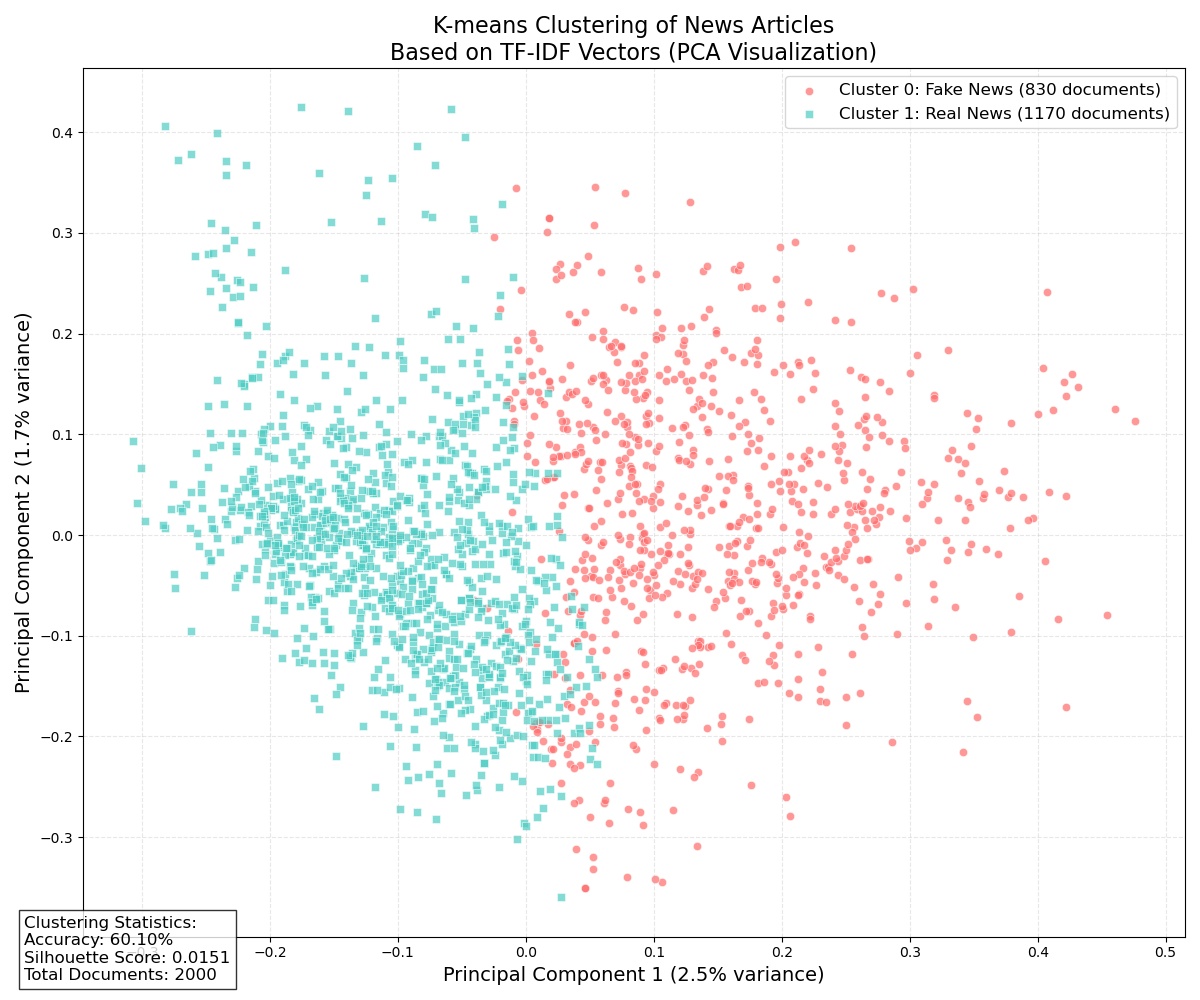 K-means Clustering of News Articles
Based on TF-IDF Vectors (PCA Visualization)
Cluster 0: Fake News (830 documents)
Cluster 1: Real News (1170 documents)
Principal Component 2 (1.7% variance)
0.4
0.3
0.2
0.1
0.0
−0.1
−0.2
−0.3
−0.2
−0.1
0.0
0.1
0.2
0.3
0.4
0.5
Principal Component 1 (2.5% variance)
Clustering Statistics:
Accuracy: 60.10%
Silhouette Score: 0.0151
Total Documents: 2000